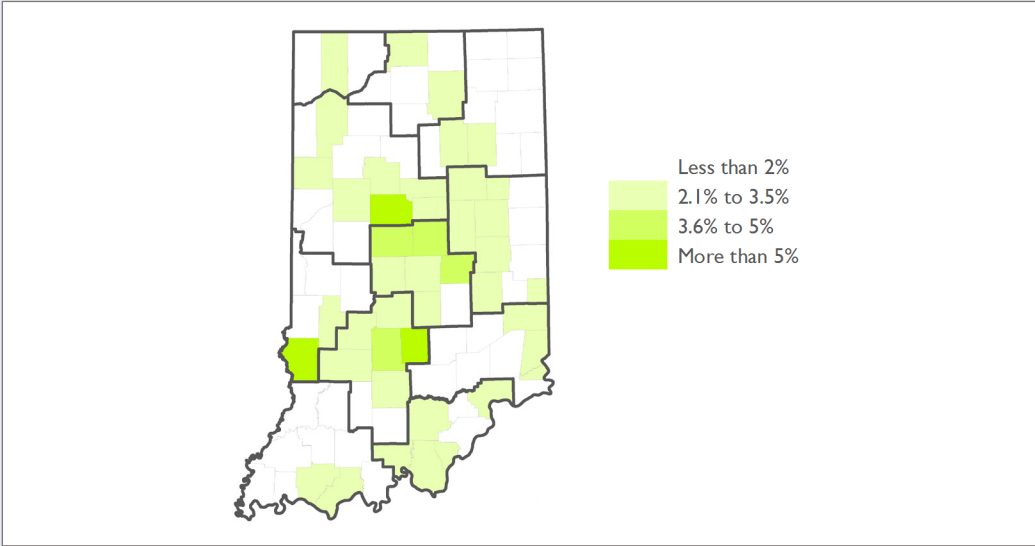 Less than 2%
2.1% to 3.5%
3.6% to 5%
More than 5%